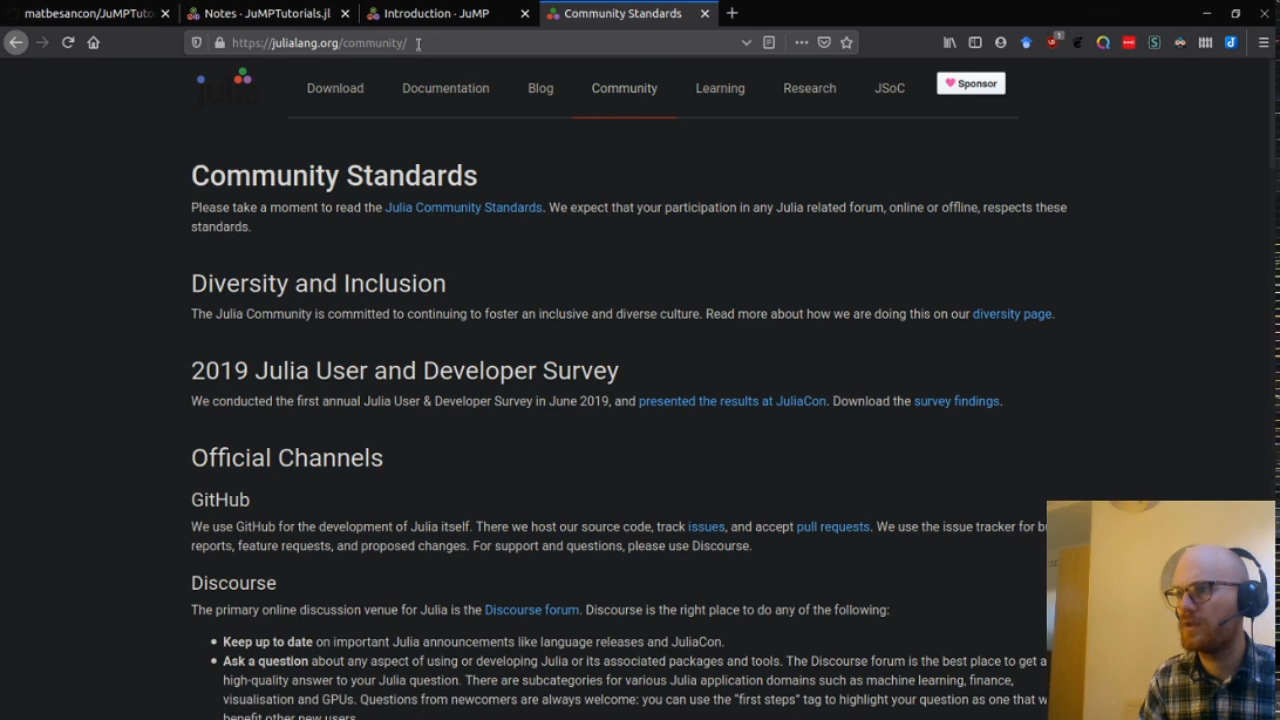 matbesancon/JuMPTuto
Notes · JuMPTutorials.jl
Introduction · JuMP
Community Standards
https://julialang.org/community/
1
julia
Download
Documentation
Blog
Community
Learning
Research
JSoC
Sponsor
Community Standards
Please take a moment to read the Julia Community Standards. We expect that your participation in any Julia related forum, online or offline, respects these
standards.
Diversity and Inclusion
The Julia Community is committed to continuing to foster an inclusive and diverse culture. Read more about how we are doing this on our diversity page.
2019 Julia User and Developer Survey
We conducted the first annual Julia User & Developer Survey in June 2019, and presented the results at JuliaCon. Download the survey findings.
Official Channels
GitHub
We use GitHub for the development of Julia itself. There we host our source code, track issues, and accept pull requests. We use the issue tracker for bu
reports, feature requests, and proposed changes. For support and questions, please use Discourse.
Discourse
The primary online discussion venue for Julia is the Discourse forum. Discourse is the right place to do any of the following:
Keep up to date on important Julia announcements like language releases and JuliaCon.
Ask a question about any aspect of using or developing Julia or its associated packages and tools. The Discourse forum is the best place to get a
high-quality answer to your Julia question. There are subcategories for various Julia application domains such as machine learning, finance,
visualisation and GPUs. Questions from newcomers are always welcome: you can use the "first steps" tag to highlight your question as one that w
benefit other new users.